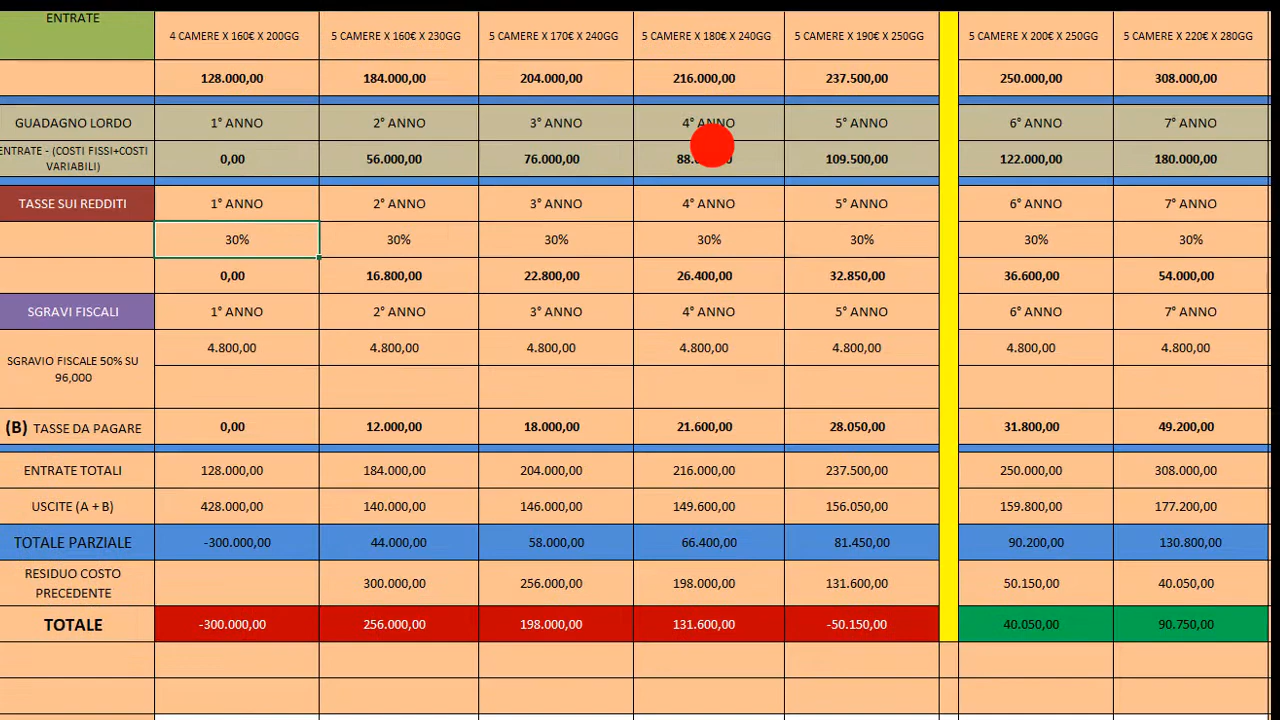 ENTRATE
4 CAMERE X 160€ X 200GG 5 CAMERE X 160€ X 230GG 5 CAMERE X 170€ X 240GG 5 CAMERE X 180€ X 240GG 5 CAMERE X 190€ X 250GG 5 CAMERE X 200€ X 250GG 5 CAMERE X 220€ X 280GG
128.000,00 184.000,00 204.000,00 216.000,00 237.500,00 250.000,00 308.000,00
GUADAGNO LORDO 1° ANNO 2° ANNO 3° ANNO 4° ANNO 5° ANNO 6° ANNO 7° ANNO
ENTRATE - (COSTI FISSI+COSTI
VARIABILI) 0,00 56.000,00 76.000,00 109.500,00 122.000,00 180.000,00
TASSE SUI REDDITI 1° ANNO 2° ANNO 3° ANNO 4° ANNO 5° ANNO 6° ANNO 7° ANNO
30% 30% 30% 30% 30% 30% 30%
0,00 16.800,00 22.800,00 26.400,00 32.850,00 36.600,00 54.000,00
SGRAVI FISCALI 1° ANNO 2° ANNO 3° ANNO 4° ANNO 5° ANNO 6° ANNO 7° ANNO
4.800,00 4.800,00 4.800,00 4.800,00 4.800,00 4.800,00 4.800,00
SGRAVIO FISCALE 50% SU
96,000
(B) TASSE DA PAGARE 0,00 12.000,00 18.000,00 21.600,00 28.050,00 31.800,00 49.200,00
ENTRATE TOTALI 128.000,00 184.000,00 204.000,00 216.000,00 237.500,00 250.000,00 308.000,00
USCITE (A + B) 428.000,00 140.000,00 146.000,00 149.600,00 156.050,00 159.800,00 177.200,00
TOTALE PARZIALE -300.000,00 44.000,00 58.000,00 66.400,00 81.450,00 90.200,00 130.800,00
RESIDUO COSTO
PRECEDENTE 300.000,00 256.000,00 198.000,00 131.600,00 50.150,00 40.050,00
TOTALE -300.000,00 256.000,00 198.000,00 131.600,00 -50.150,00 40.050,00 90.750,00